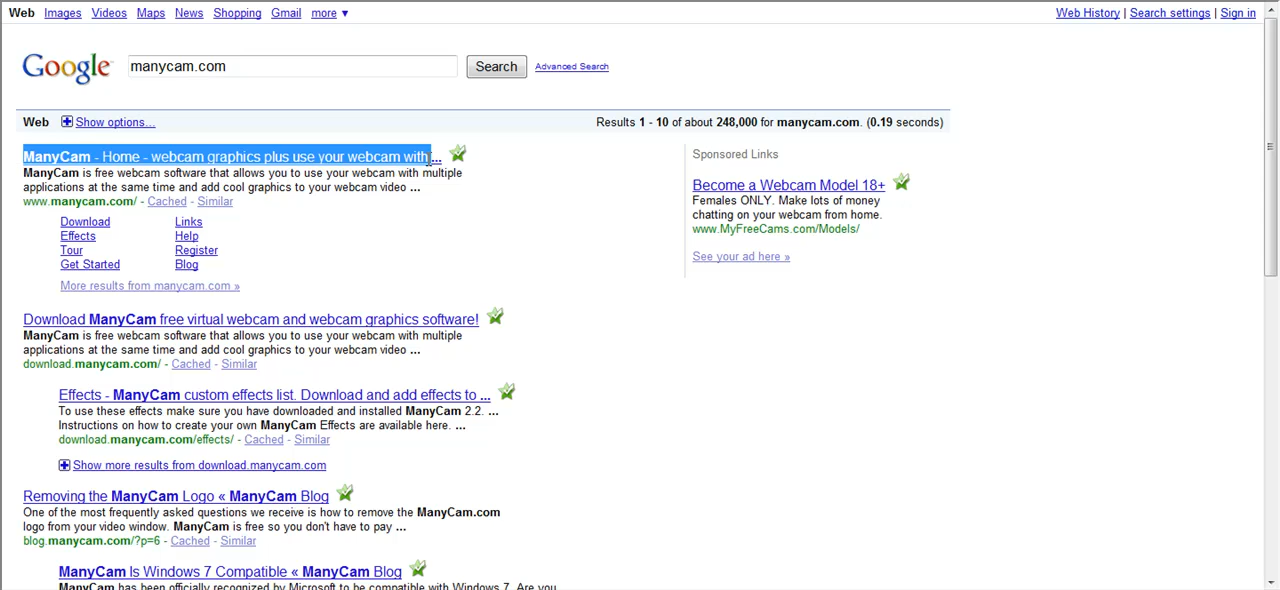 Web Images Videos Maps News Shopping Gmail more ▼ Web History | Search settings | Sign in
Google manycam.com Search Advanced Search
Web Show options... Results 1 - 10 of about 248,000 for manycam.com. (0.19 seconds)
ManyCam - Home - webcam graphics plus use your webcam with ...
ManyCam is free webcam software that allows you to use your webcam with multiple
applications at the same time and add cool graphics to your webcam video ...
www.manycam.com/ - Cached - Similar
Download Links
Effects Help
Tour Register
Get Started Blog
More results from manycam.com »
Download ManyCam free virtual webcam and webcam graphics software!
ManyCam is free webcam software that allows you to use your webcam with multiple
applications at the same time and add cool graphics to your webcam video ...
download.manycam.com/ - Cached - Similar
Effects - ManyCam custom effects list. Download and add effects to ...
To use these effects make sure you have downloaded and installed ManyCam 2.2. ...
Instructions on how to create your own ManyCam Effects are available here. ...
download.manycam.com/effects/ - Cached - Similar
Show more results from download.manycam.com
Removing the ManyCam Logo « ManyCam Blog
One of the most frequently asked questions we receive is how to remove the ManyCam.com
logo from your video window. ManyCam is free so you don't have to pay ...
blog.manycam.com/?p=6 - Cached - Similar
ManyCam Is Windows 7 Compatible « ManyCam Blog
ManyCam has been officially recognized by Microsoft to be compatible with Windows 7. Are you
Sponsored Links
Become a Webcam Model 18+
Females ONLY. Make lots of money
chatting on your webcam from home.
www.MyFreeCams.com/Models/
See your ad here »